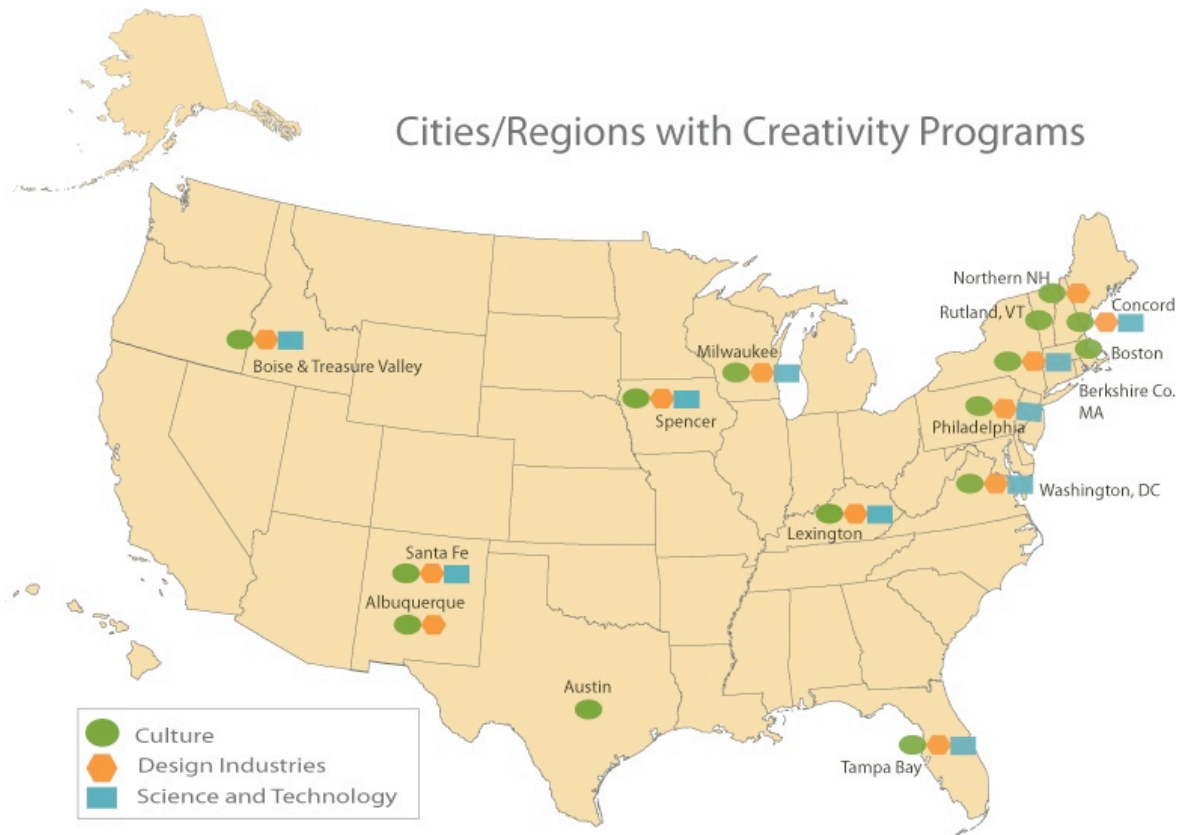 Cities/Regions with Creativity Programs
Northern NH
Concord
Rutland, VT
Boston
Milwaukee
Boise & Treasure Valley
Berkshire Co.
MA
Spencer
Philadelphia
Washington, DC
Lexington
Santa Fe
Albuquerque
Austin
Tampa Bay
Culture
Design Industries
Science and Technology